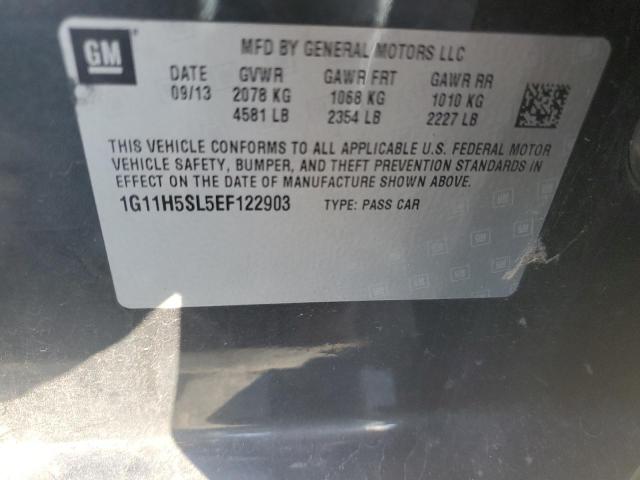 GM
MFD BY GENERAL MOTORS LLC
DATE GVWR GAWR FRT GAWR RR
09/13 2078 KG 1068 KG 1010 KG
4581 LB 2354 LB 2227 LB
THIS VEHICLE CONFORMS TO ALL APPLICABLE U.S. FEDERAL MOTOR
VEHICLE SAFETY, BUMPER, AND THEFT PREVENTION STANDARDS IN
EFFECT ON THE DATE OF MANUFACTURE SHOWN ABOVE.
1G11H5SL5EF122903 TYPE: PASS CAR